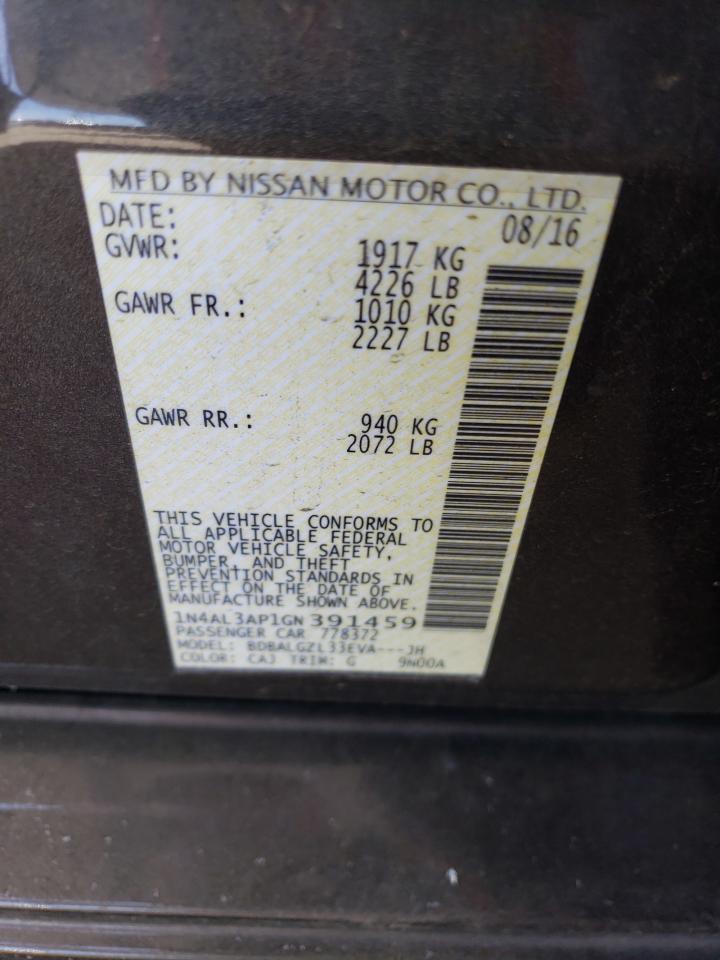 MFD BY NISSAN MOTOR CO., LTD.
DATE: 08/16
GVWR: 1917 KG
4226 LB
GAWR FR.: 1010 KG
2227 LB
GAWR RR.: 940 KG
2072 LB
THIS VEHICLE CONFORMS TO
ALL APPLICABLE FEDERAL
MOTOR VEHICLE SAFETY,
BUMPER, AND THEFT
PREVENTION STANDARDS IN
EFFECT ON THE DATE OF
MANUFACTURE SHOWN ABOVE.
1N4AL3AP1GN391459
PASSENGER CAR 778372
MODEL: BDBALGZL33EVA---JH
COLOR: CAJ TRIM: G 9N00A